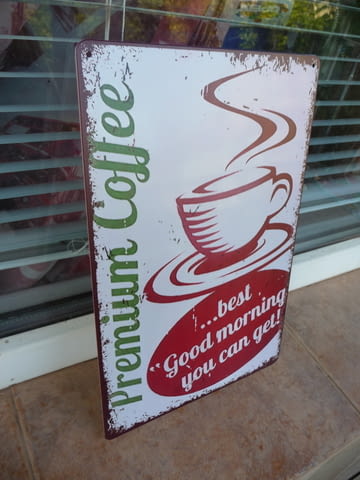 Premium Coffee
...best
"Good morning
you can get!